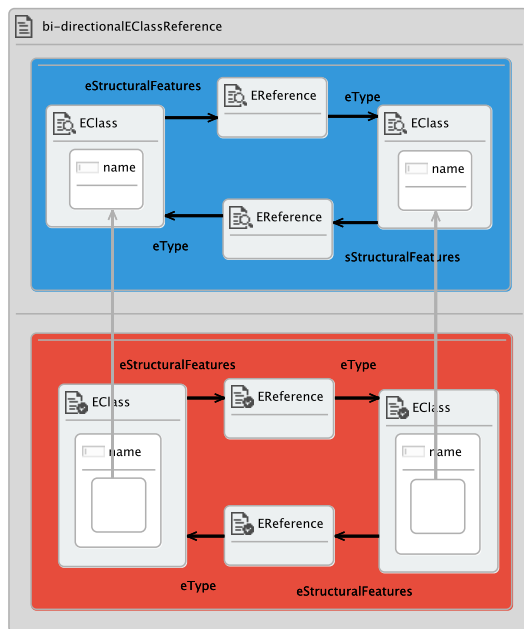 bi-directionalEClassReference
eStructuralFeatures
EReference
eType
EClass
EClass
name
name
EReference
eType
sStructuralFeatures
eStructuralFeatures
eType
EReference
EClass
EClass
name
name
EReference
eType
eStructuralFeatures